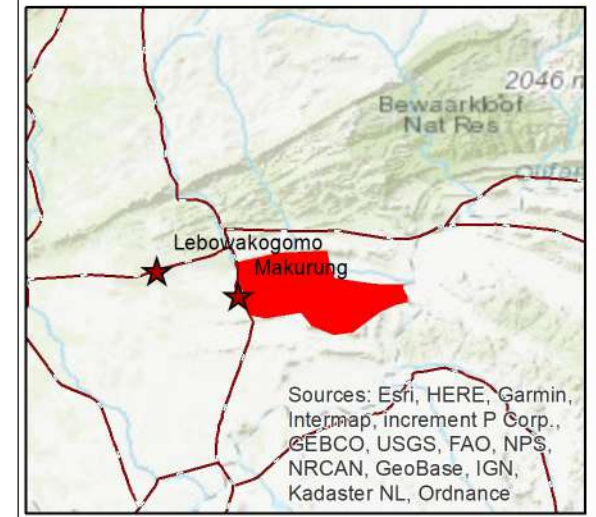 2046 m
Bewaarkloof
Nat Res
Lebowakogomo
Makurung
Sources: Esri, HERE, Garmin,
Intermap, increment P Corp.,
GEBCO, USGS, FAO, NPS,
NRCAN, GeoBase, IGN,
Kadaster NL, Ordnance